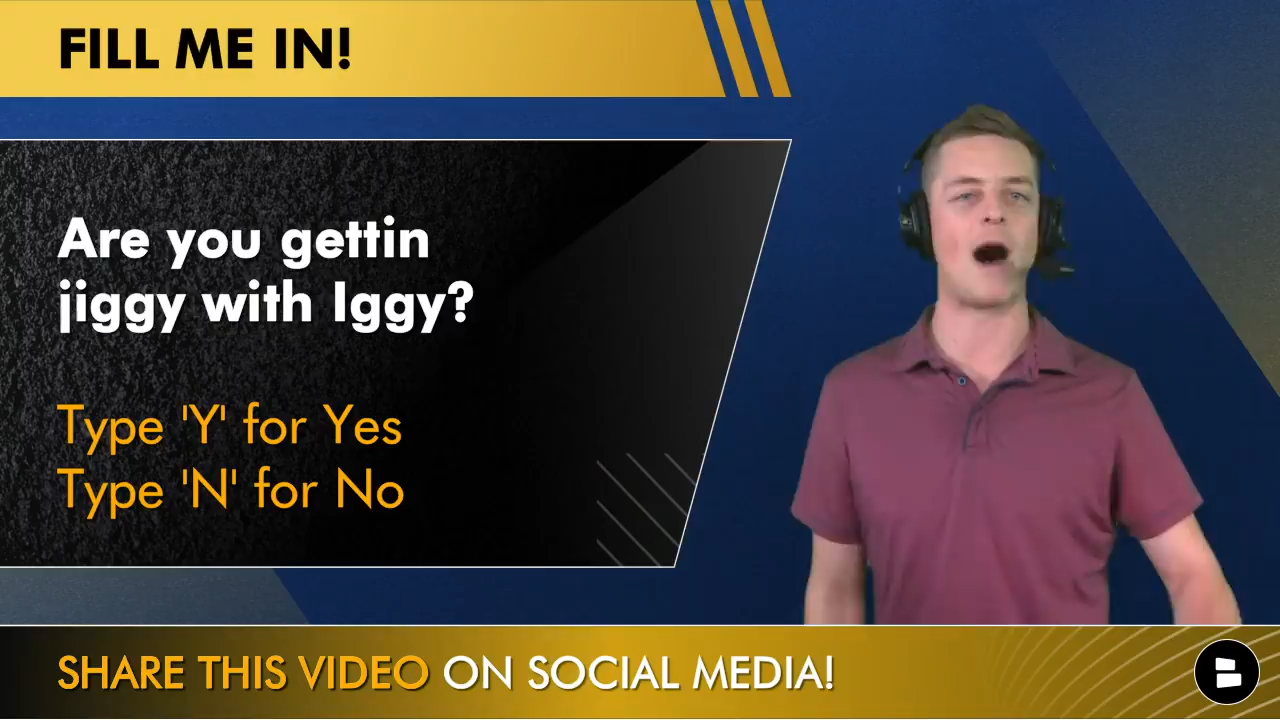 FILL ME IN!
Are you gettin
jiggy with Iggy?
Type 'Y' for Yes
Type 'N' for No
SHARE THIS VIDEO ON SOCIAL MEDIA!